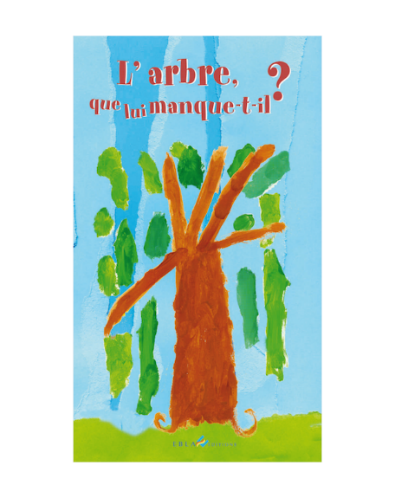 L' arbre,
que lui manque-t-il ?